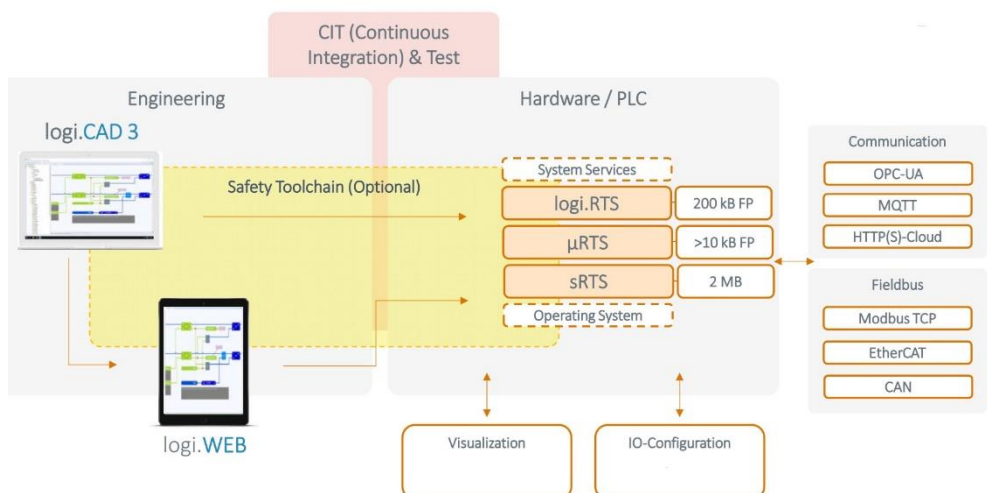 CIT (Continuous
Integration) & Test
Engineering
Hardware / PLC
logi.CAD 3
Safety Toolchain (Optional)
System Services
logi.RTS
200 kB FP
µRTS
>10 kB FP
sRTS
2 MB
Operating System
Communication
OPC-UA
MQTT
HTTP(S)-Cloud
Fieldbus
Modbus TCP
EtherCAT
CAN
logi.WEB
Visualization
IO-Configuration